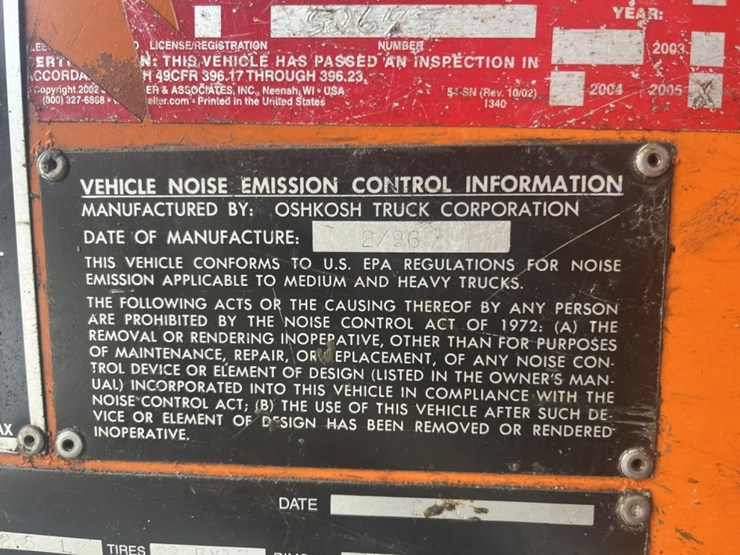 52675
YEAR:
LICENSE/REGISTRATION NUMBER 2003
N: THIS VEHICLE HAS PASSED AN INSPECTION IN
49CFR 396.17 THROUGH 396.23.
Copyright 2002 ER & ASSOCIATES, INC., Neenah, WI • USA 54-SN (Rev. 10/02) 2004 2005 X
(800) 327-6868 • eller.com • Printed in the United States 1340
VEHICLE NOISE EMISSION CONTROL INFORMATION
MANUFACTURED BY: OSHKOSH TRUCK CORPORATION
DATE OF MANUFACTURE: 2/96
THIS VEHICLE CONFORMS TO U.S. EPA REGULATIONS FOR NOISE
EMISSION APPLICABLE TO MEDIUM AND HEAVY TRUCKS.
THE FOLLOWING ACTS OR THE CAUSING THEREOF BY ANY PERSON
ARE PROHIBITED BY THE NOISE CONTROL ACT OF 1972: (A) THE
REMOVAL OR RENDERING INOPERATIVE, OTHER THAN FOR PURPOSES
OF MAINTENANCE, REPAIR, OR REPLACEMENT, OF ANY NOISE CON-
TROL DEVICE OR ELEMENT OF DESIGN (LISTED IN THE OWNER'S MAN-
UAL) INCORPORATED INTO THIS VEHICLE IN COMPLIANCE WITH THE
NOISE CONTROL ACT; (B) THE USE OF THIS VEHICLE AFTER SUCH DE-
VICE OR ELEMENT OF DESIGN HAS BEEN REMOVED OR RENDERED
INOPERATIVE.
AX
DATE
TIRES